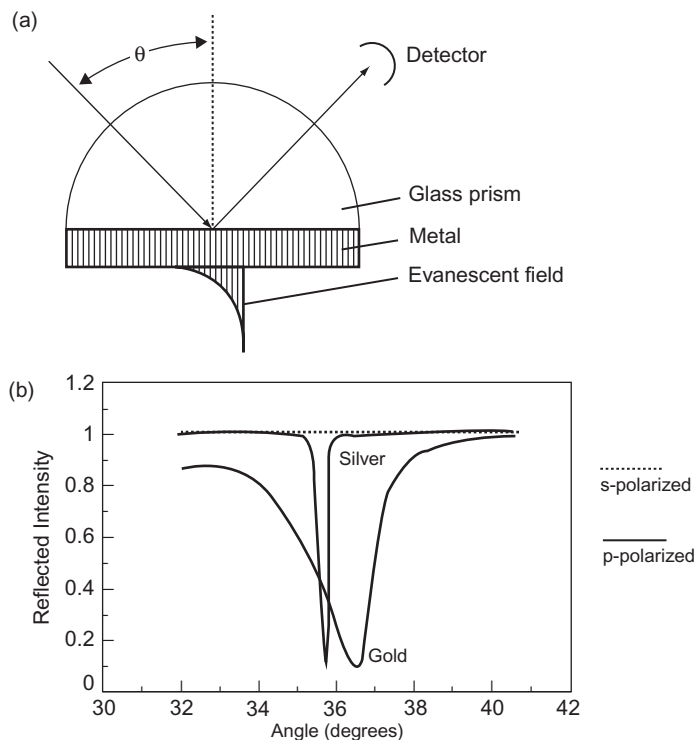 (a)
θ
Detector
Glass prism
Metal
Evanescent field
(b)
1.2
1
0.8
0.6
0.4
0.2
0
Reflected Intensity
Silver
Gold
30 32 34 36 38 40 42
Angle (degrees)
s-polarized
p-polarized